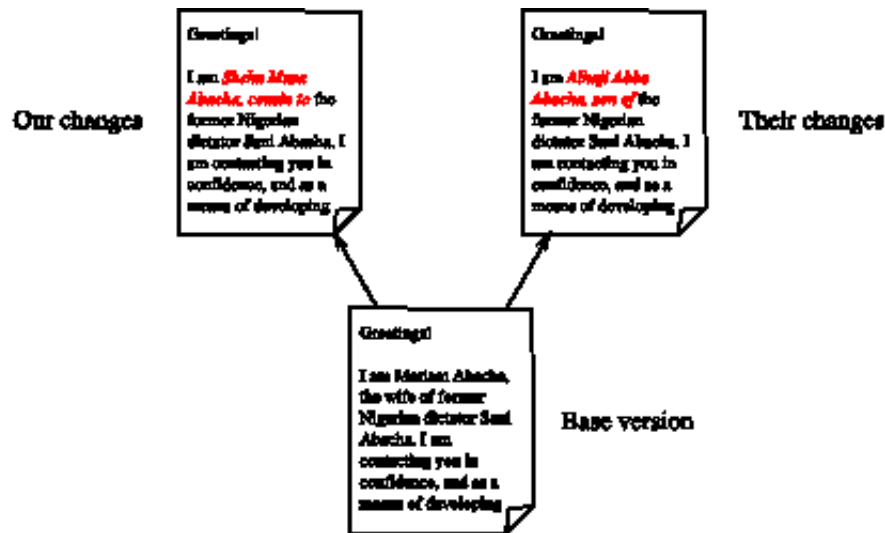 Greetings!
I am Shehu Musa
Abacha, cousin to the
former Nigerian
dictator Sani Abacha. I
am contacting you in
confidence, and as a
means of developing
Our changes
Greetings!
I am Alhaji Abba
Abacha, son of the
former Nigerian
dictator Sani Abacha. I
am contacting you in
confidence, and as a
means of developing
Their changes
Greetings!
I am Mariam Abacha,
the wife of former
Nigerian dictator Sani
Abacha. I am
contacting you in
confidence, and as a
means of developing
Base version